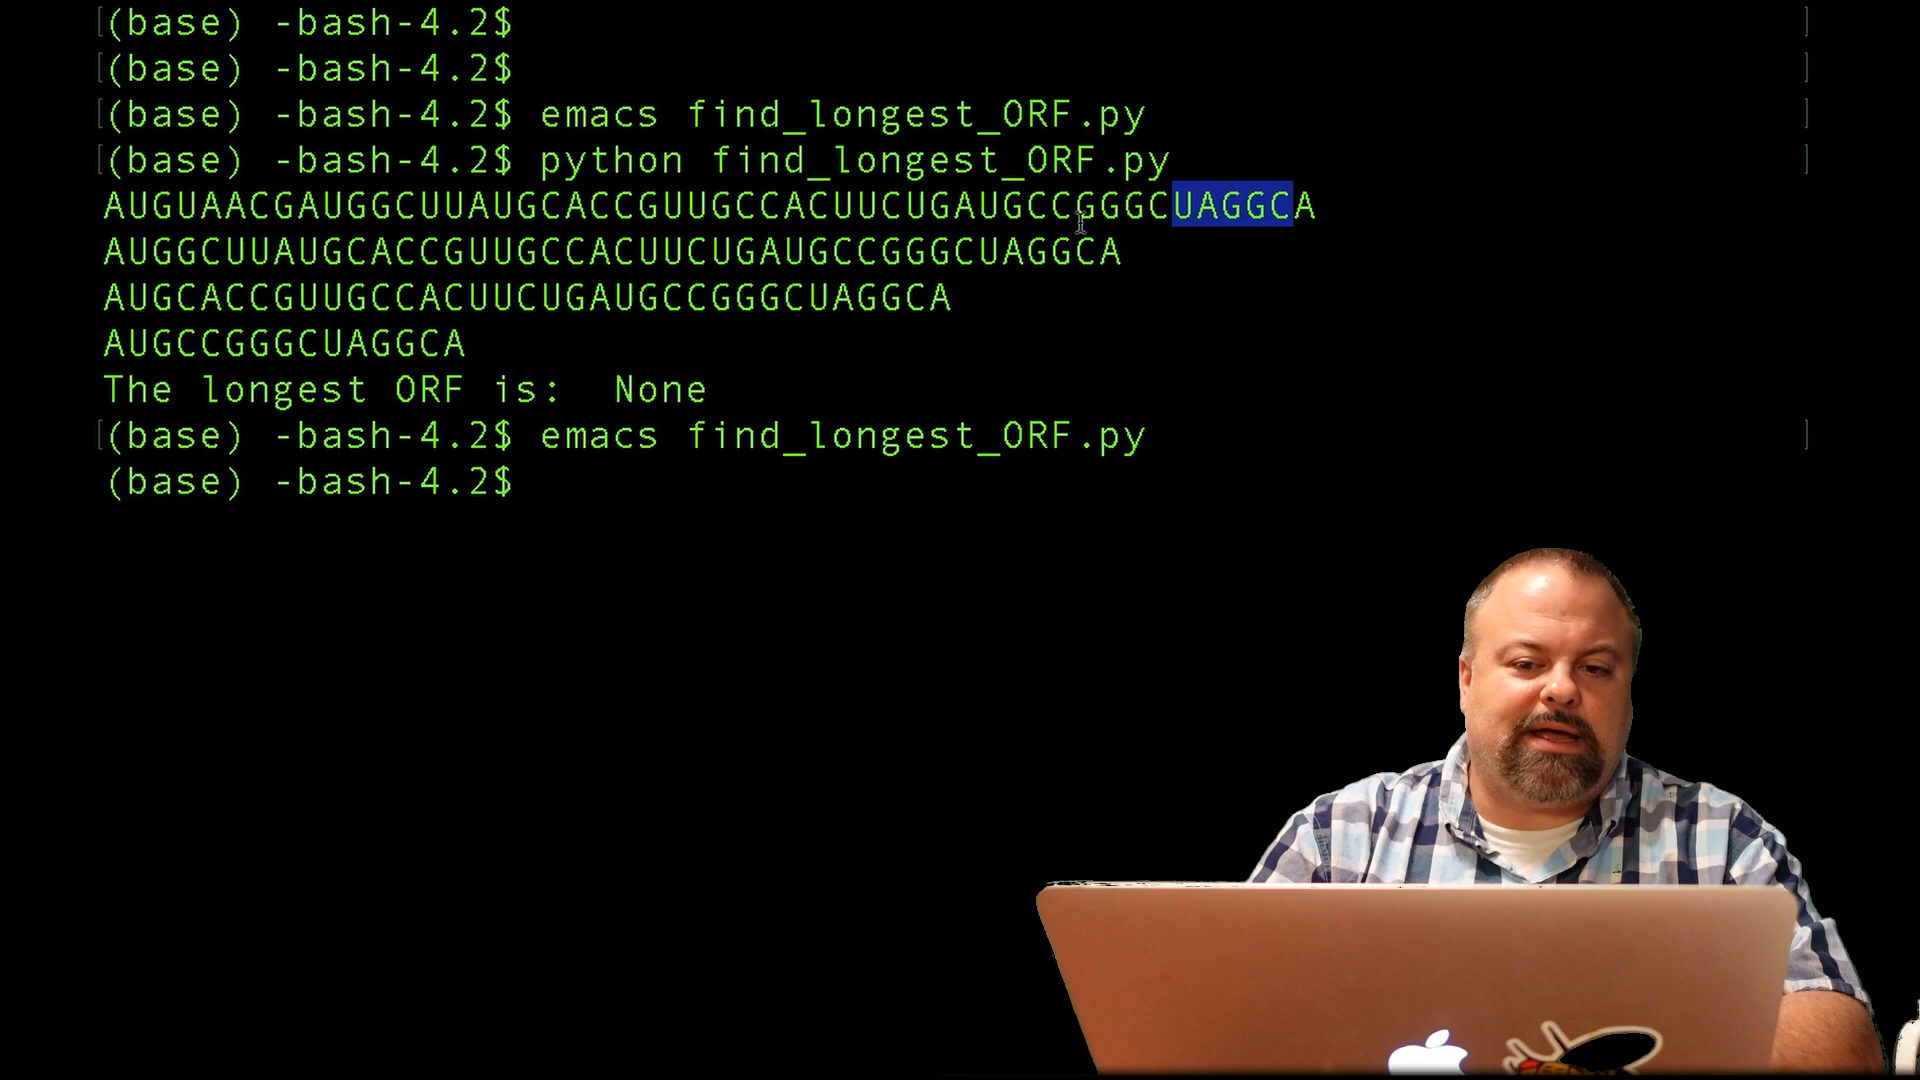 [(base) -bash-4.2$ ]
[(base) -bash-4.2$ ]
[(base) -bash-4.2$ emacs find_longest_ORF.py ]
[(base) -bash-4.2$ python find_longest_ORF.py ]
AUGUAACGAUGGCUUAUGCACCGUUGCCACUUCUGAUGCCGGGCUAGGCA
AUGGCUUAUGCACCGUUGCCACUUCUGAUGCCGGGCUAGGCA
AUGCACCGUUGCCACUUCUGAUGCCGGGCUAGGCA
AUGCCGGGCUAGGCA
The longest ORF is:  None
[(base) -bash-4.2$ emacs find_longest_ORF.py ]
(base) -bash-4.2$